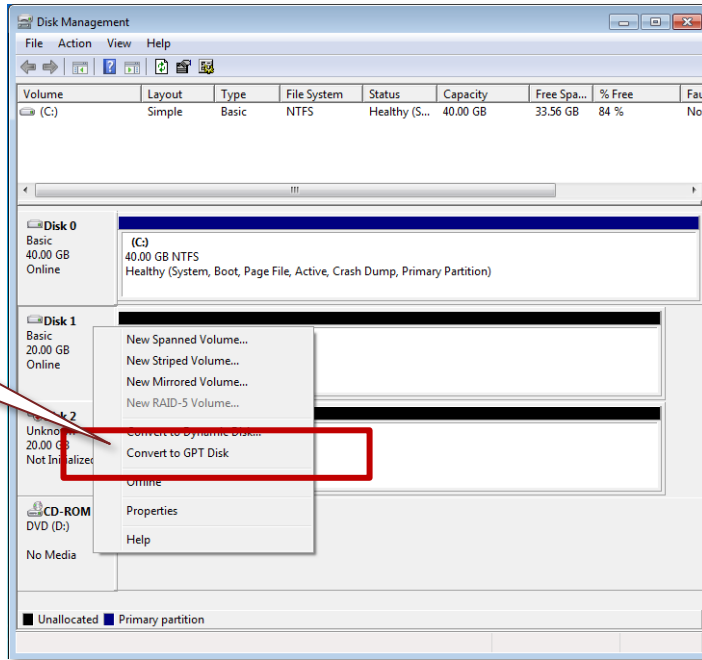 Disk Management
File Action View Help
Volume Layout Type File System Status Capacity Free Spa... % Free Fau
(C:) Simple Basic NTFS Healthy (S... 40.00 GB 33.56 GB 84 % No
Disk 0
Basic
40.00 GB
Online
(C:)
40.00 GB NTFS
Healthy (System, Boot, Page File, Active, Crash Dump, Primary Partition)
Disk 1
Basic
20.00 GB
Online
New Spanned Volume...
New Striped Volume...
New Mirrored Volume...
New RAID-5 Volume...
Convert to Dynamic Disk...
Convert to GPT Disk
Offline
Properties
Help
2
Unknown
20.00 GB
Not Initialized
CD-ROM
DVD (D:)
No Media
Unallocated Primary partition